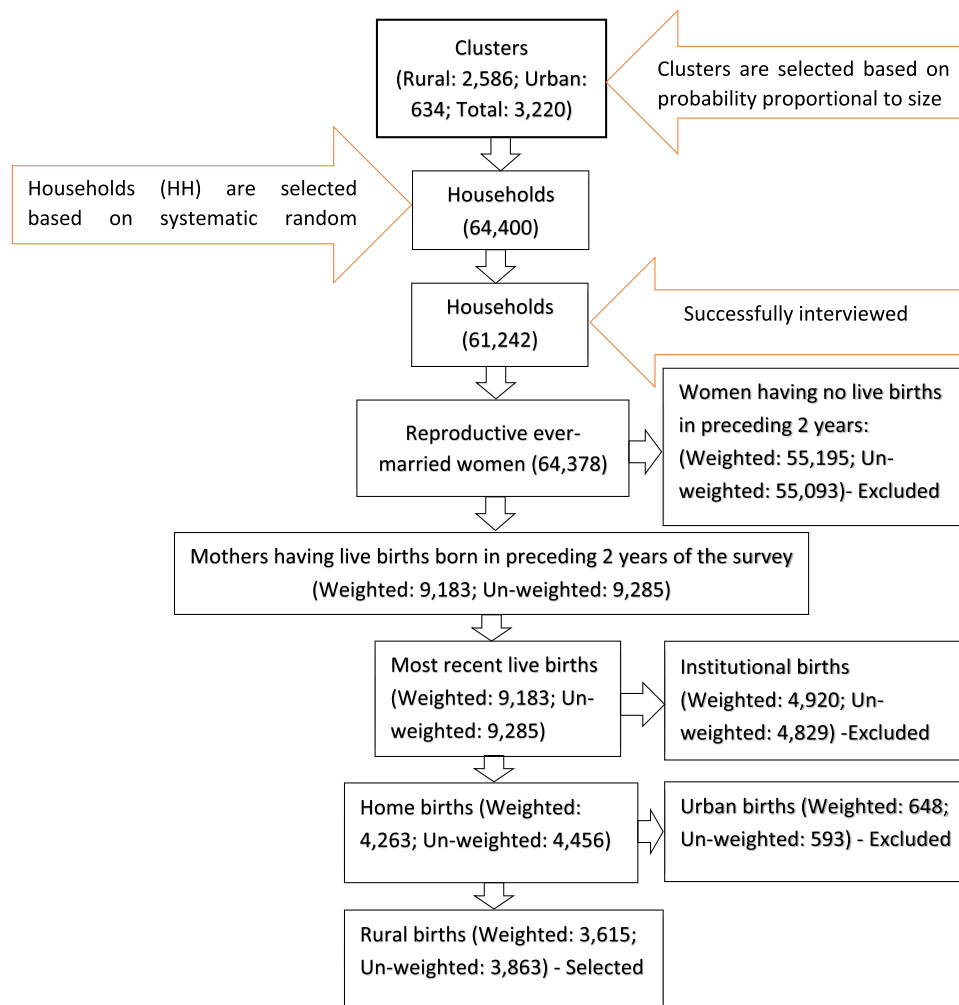 Clusters
(Rural: 2,586; Urban:
634; Total: 3,220)
Clusters are selected based on
probability proportional to size
Households (HH) are selected
based on systematic random
Households
(64,400)
Households
(61,242)
Successfully interviewed
Reproductive ever-
married women (64,378)
Women having no live births
in preceding 2 years:
(Weighted: 55,195; Un-
weighted: 55,093)- Excluded
Mothers having live births born in preceding 2 years of the survey
(Weighted: 9,183; Un-weighted: 9,285)
Most recent live births
(Weighted: 9,183; Un-
weighted: 9,285)
Institutional births
(Weighted: 4,920; Un-
weighted: 4,829) -Excluded
Home births (Weighted:
4,263; Un-weighted: 4,456)
Urban births (Weighted: 648;
Un-weighted: 593) - Excluded
Rural births (Weighted: 3,615;
Un-weighted: 3,863) - Selected